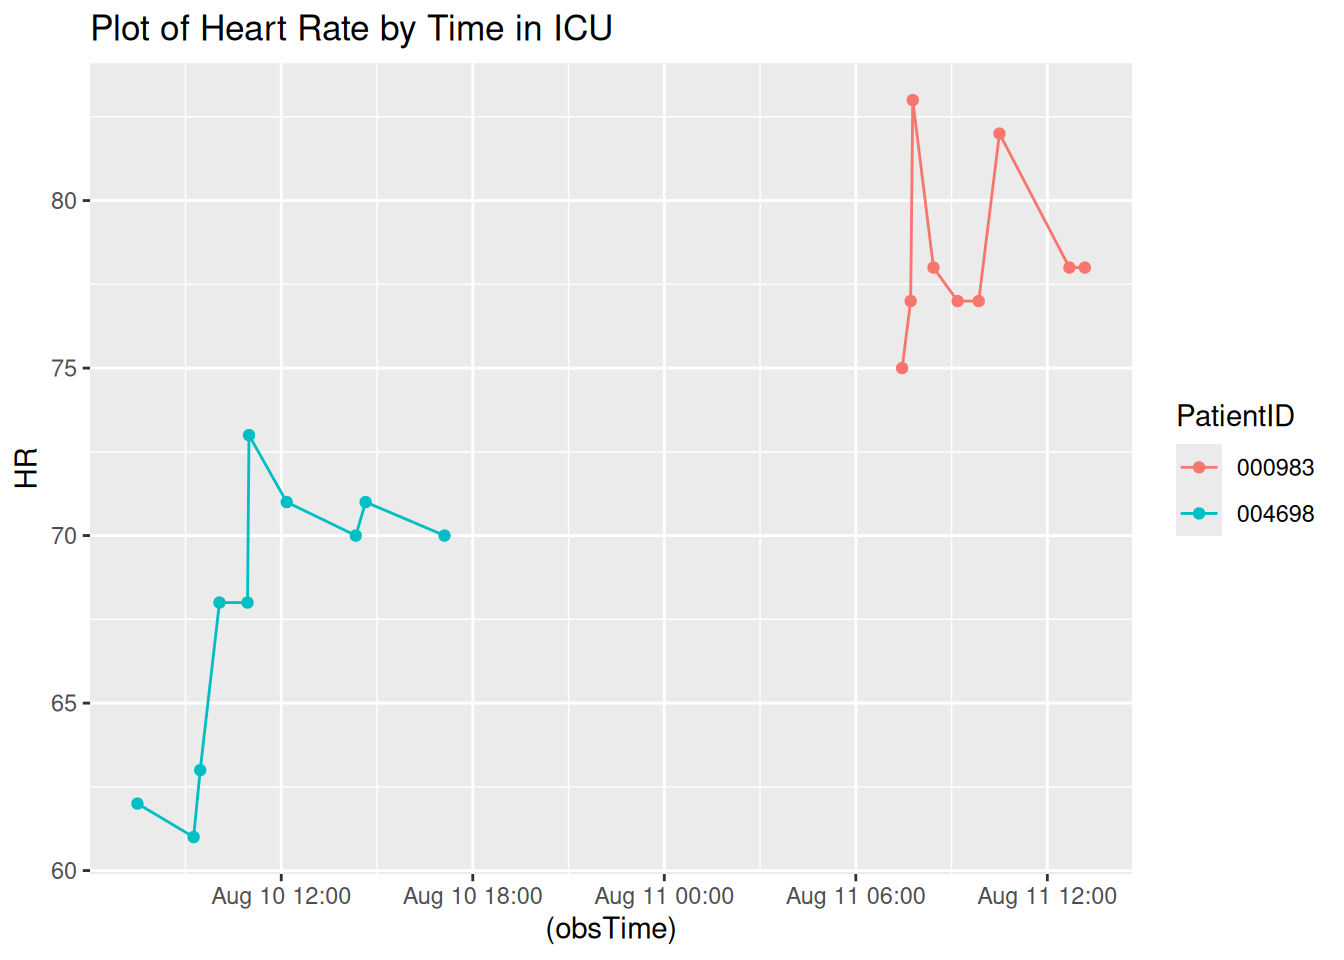 Plot of Heart Rate by Time in ICU
HR
80
75
70
65
60
Aug 10 12:00 Aug 10 18:00 Aug 11 00:00 Aug 11 06:00 Aug 11 12:00
(obsTime)
PatientID
000983
004698